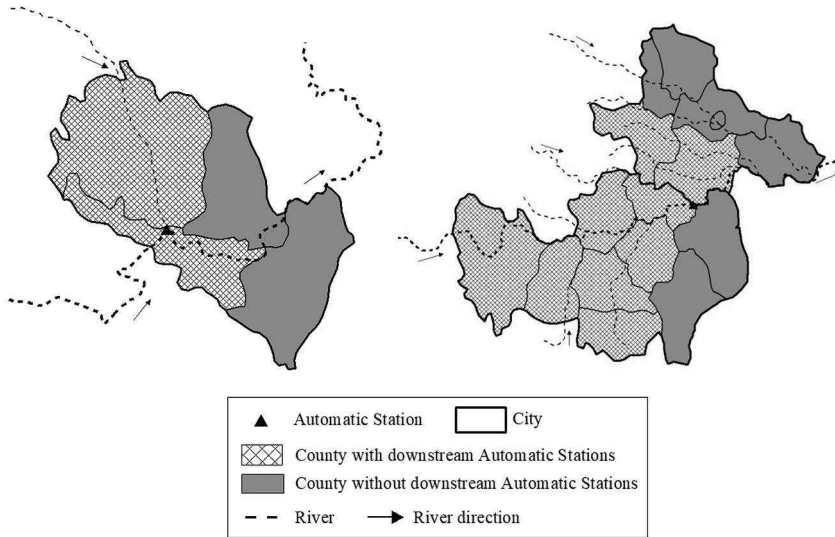 Automatic Station City
County with downstream Automatic Stations
County without downstream Automatic Stations
River River direction